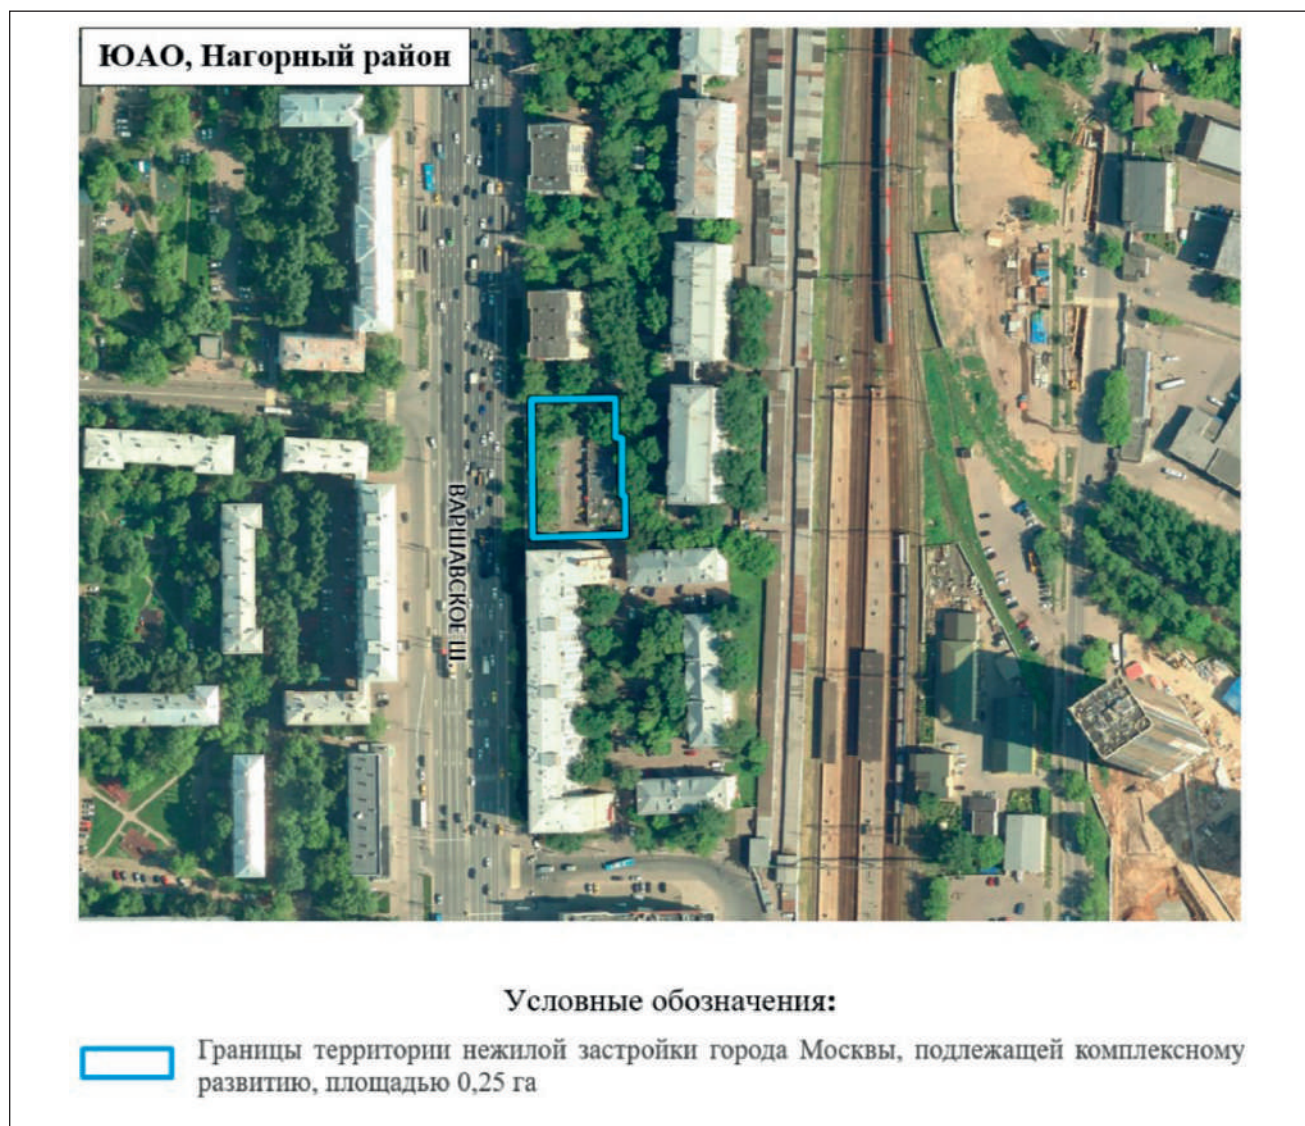 ЮАО, Нагорный район
ВАРШАВСКОЕ Ш
Условные обозначения:
Границы территории нежилой застройки города Москвы, подлежащей комплексному
развитию, площадью 0,25 га